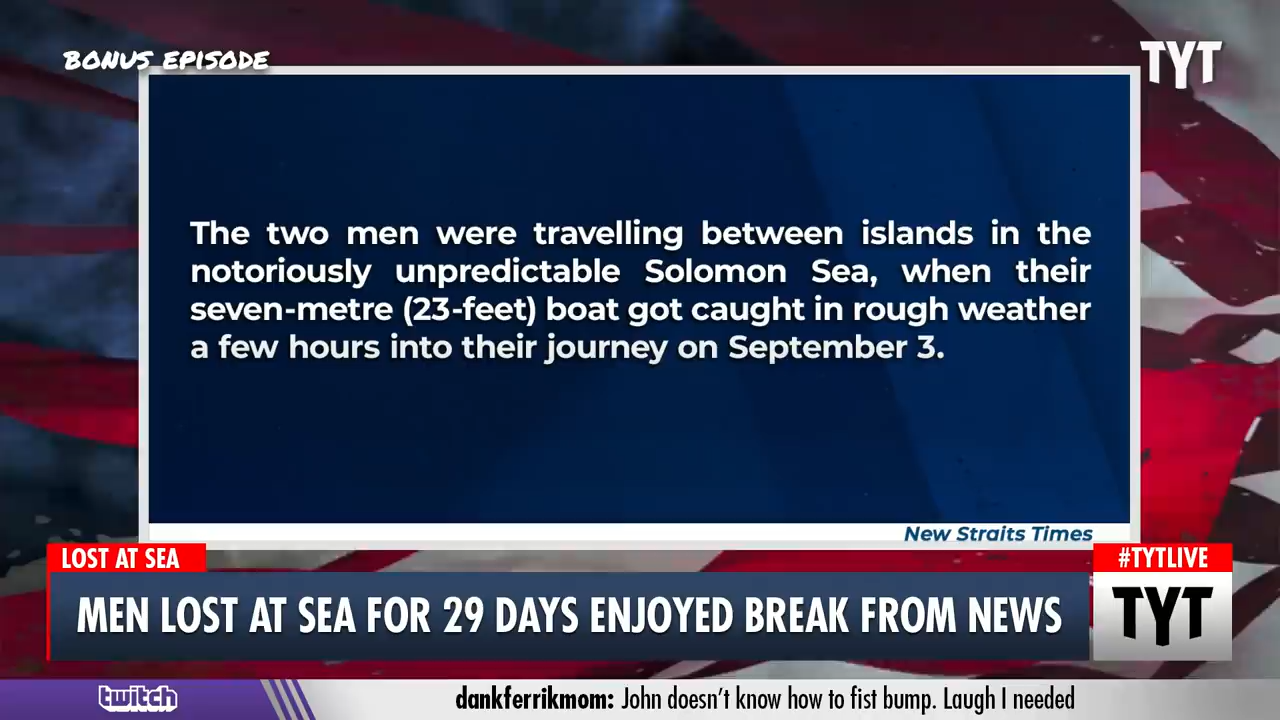 BONUS EPISODE
TYT
The two men were travelling between islands in the
notoriously unpredictable Solomon Sea, when their
seven-metre (23-feet) boat got caught in rough weather
a few hours into their journey on September 3.
New Straits Times
LOST AT SEA
#TYTLIVE
MEN LOST AT SEA FOR 29 DAYS ENJOYED BREAK FROM NEWS
TYT
twitch
dankferrikmom: John doesn't know how to fist bump. Laugh I needed